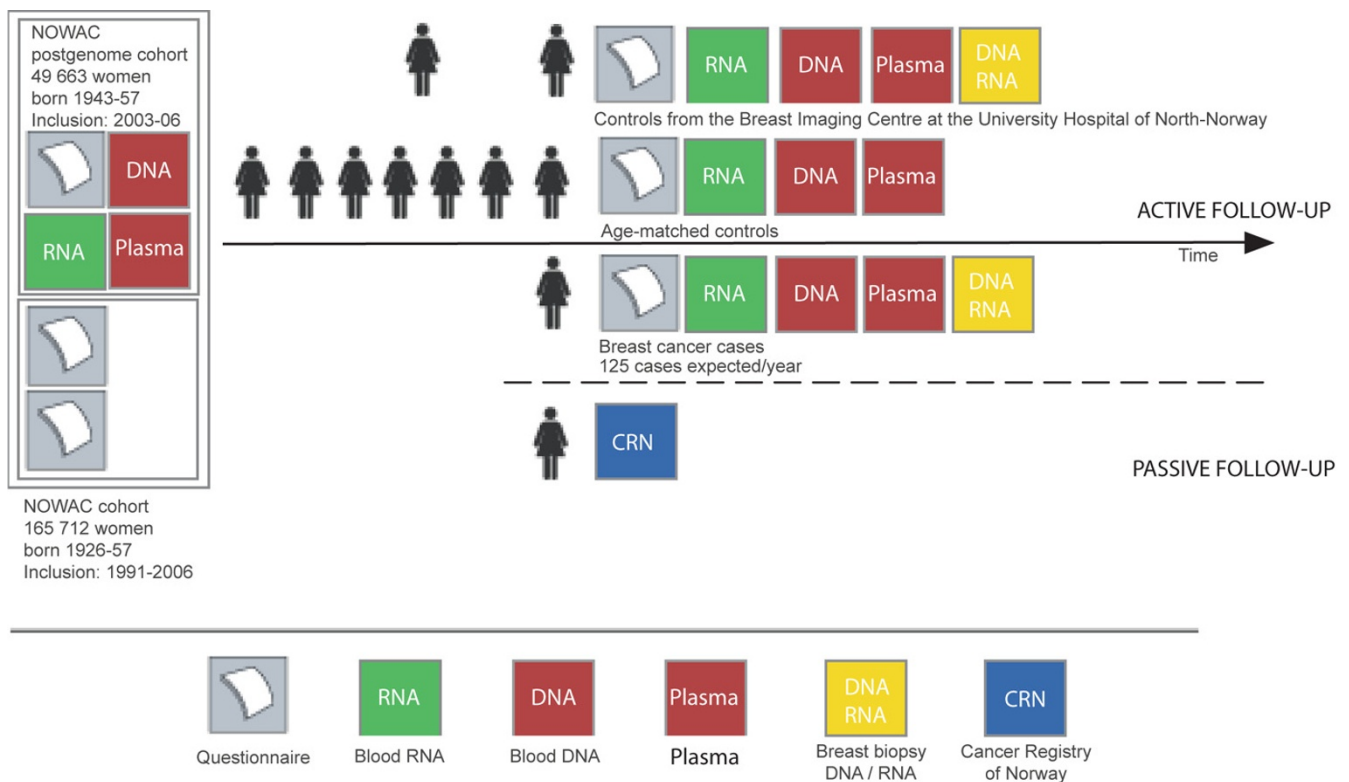 NOWAC
postgenome cohort
49 663 women
born 1943-57
Inclusion: 2003-06
DNA
RNA
Plasma
NOWAC cohort
165 712 women
born 1926-57
Inclusion: 1991-2006
RNA
DNA
Plasma
DNA
RNA
Controls from the Breast Imaging Centre at the University Hospital of North-Norway
RNA
DNA
Plasma
Age-matched controls
ACTIVE FOLLOW-UP
Time
RNA
DNA
Plasma
DNA
RNA
Breast cancer cases
125 cases expected/year
CRN
PASSIVE FOLLOW-UP
RNA
DNA
Plasma
DNA
RNA
CRN
Questionnaire
Blood RNA
Blood DNA
Plasma
Breast biopsy
DNA / RNA
Cancer Registry
of Norway